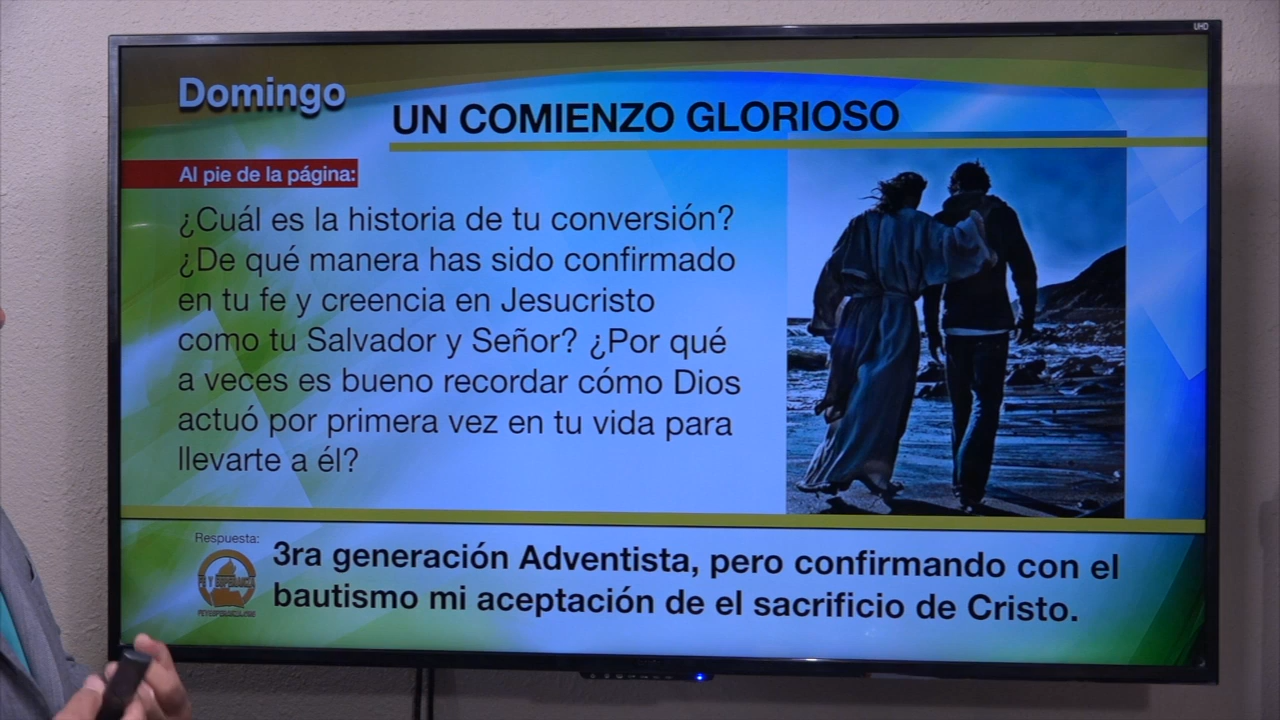 UHD
Domingo
UN COMIENZO GLORIOSO
Al pie de la página:
¿Cuál es la historia de tu conversión?
¿De qué manera has sido confirmado
en tu fe y creencia en Jesucristo
como tu Salvador y Señor? ¿Por qué
a veces es bueno recordar cómo Dios
actuó por primera vez en tu vida para
llevarte a él?
Respuesta:
3ra generación Adventista, pero confirmando con el
bautismo mi aceptación de el sacrificio de Cristo.
FE Y ESPERANZA